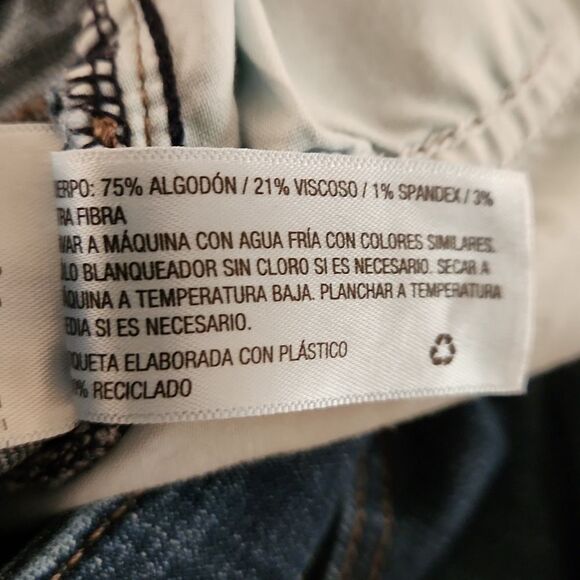 ERPO: 75% ALGODÓN / 21% VISCOSO / 1% SPANDEX / 3%
TRA FIBRA
VAR A MÁQUINA CON AGUA FRÍA CON COLORES SIMILARES.
LO BLANQUEADOR SIN CLORO SI ES NECESARIO. SECAR A
QUINA A TEMPERATURA BAJA. PLANCHAR A TEMPERATURA
EDIA SI ES NECESARIO.
QUETA ELABORADA CON PLÁSTICO
% RECICLADO